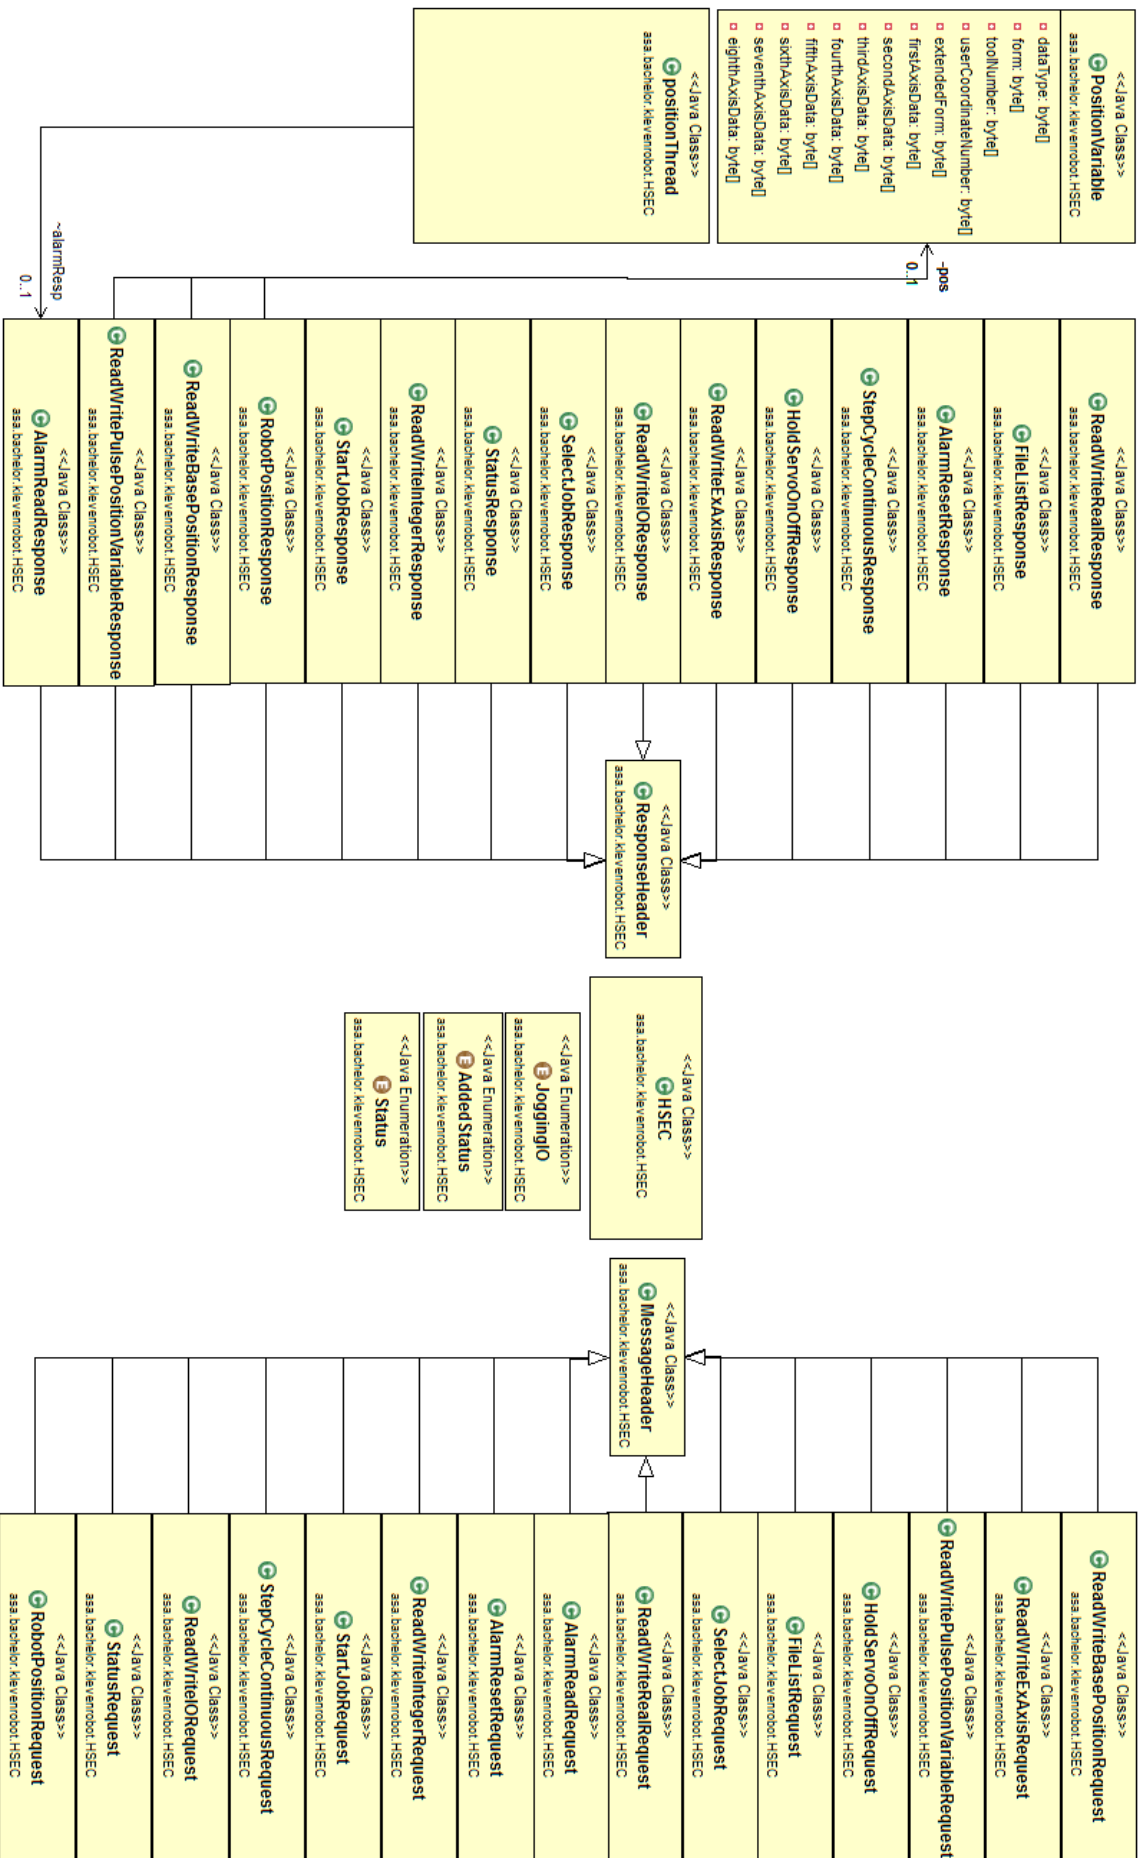 <<Java Class>>
PositionVariable
asa.bachelor.klevenrobot.HSEC
dataType: byte[]
form: byte[]
toolNumber: byte[]
userCoordinateNumber: byte[]
extendedForm: byte[]
firstAxisData: byte[]
secondAxisData: byte[]
thirdAxisData: byte[]
fourthAxisData: byte[]
fifthAxisData: byte[]
sixthAxisData: byte[]
seventhAxisData: byte[]
eighthAxisData: byte[]
<<Java Class>>
positionThread
asa.bachelor.klevenrobot.HSEC
-pos
0..1
~alarmResp
0..1
<<Java Class>>
ReadWriteRealResponse
asa.bachelor.klevenrobot.HSEC
<<Java Class>>
FileListResponse
asa.bachelor.klevenrobot.HSEC
<<Java Class>>
AlarmResetResponse
asa.bachelor.klevenrobot.HSEC
<<Java Class>>
StepCycleContinuousResponse
asa.bachelor.klevenrobot.HSEC
<<Java Class>>
HoldServoOnOffResponse
asa.bachelor.klevenrobot.HSEC
<<Java Class>>
ReadWriteExAxisResponse
asa.bachelor.klevenrobot.HSEC
<<Java Class>>
ReadWriteIOResponse
asa.bachelor.klevenrobot.HSEC
<<Java Class>>
SelectJobResponse
asa.bachelor.klevenrobot.HSEC
<<Java Class>>
StatusResponse
asa.bachelor.klevenrobot.HSEC
<<Java Class>>
ReadWriteIntegerResponse
asa.bachelor.klevenrobot.HSEC
<<Java Class>>
StartJobResponse
asa.bachelor.klevenrobot.HSEC
<<Java Class>>
RobotPositionResponse
asa.bachelor.klevenrobot.HSEC
<<Java Class>>
ReadWriteBasePositionResponse
asa.bachelor.klevenrobot.HSEC
<<Java Class>>
ReadWritePulsePositionVariableResponse
asa.bachelor.klevenrobot.HSEC
<<Java Class>>
AlarmReadResponse
asa.bachelor.klevenrobot.HSEC
<<Java Class>>
ResponseHeader
asa.bachelor.klevenrobot.HSEC
<<Java Class>>
HSEC
asa.bachelor.klevenrobot.HSEC
<<Java Enumeration>>
JoggingIO
asa.bachelor.klevenrobot.HSEC
<<Java Enumeration>>
AddedStatus
asa.bachelor.klevenrobot.HSEC
<<Java Enumeration>>
Status
asa.bachelor.klevenrobot.HSEC
<<Java Class>>
MessageHeader
asa.bachelor.klevenrobot.HSEC
<<Java Class>>
ReadWriteBasePositionRequest
asa.bachelor.klevenrobot.HSEC
<<Java Class>>
ReadWriteExAxisRequest
asa.bachelor.klevenrobot.HSEC
<<Java Class>>
ReadWritePulsePositionVariableRequest
asa.bachelor.klevenrobot.HSEC
<<Java Class>>
HoldServoOnOffRequest
asa.bachelor.klevenrobot.HSEC
<<Java Class>>
FileListRequest
asa.bachelor.klevenrobot.HSEC
<<Java Class>>
SelectJobRequest
asa.bachelor.klevenrobot.HSEC
<<Java Class>>
ReadWriteRealRequest
asa.bachelor.klevenrobot.HSEC
<<Java Class>>
AlarmReadRequest
asa.bachelor.klevenrobot.HSEC
<<Java Class>>
AlarmResetRequest
asa.bachelor.klevenrobot.HSEC
<<Java Class>>
ReadWriteIntegerRequest
asa.bachelor.klevenrobot.HSEC
<<Java Class>>
StartJobRequest
asa.bachelor.klevenrobot.HSEC
<<Java Class>>
StepCycleContinuousRequest
asa.bachelor.klevenrobot.HSEC
<<Java Class>>
ReadWriteIORequest
asa.bachelor.klevenrobot.HSEC
<<Java Class>>
StatusRequest
asa.bachelor.klevenrobot.HSEC
<<Java Class>>
RobotPositionRequest
asa.bachelor.klevenrobot.HSEC